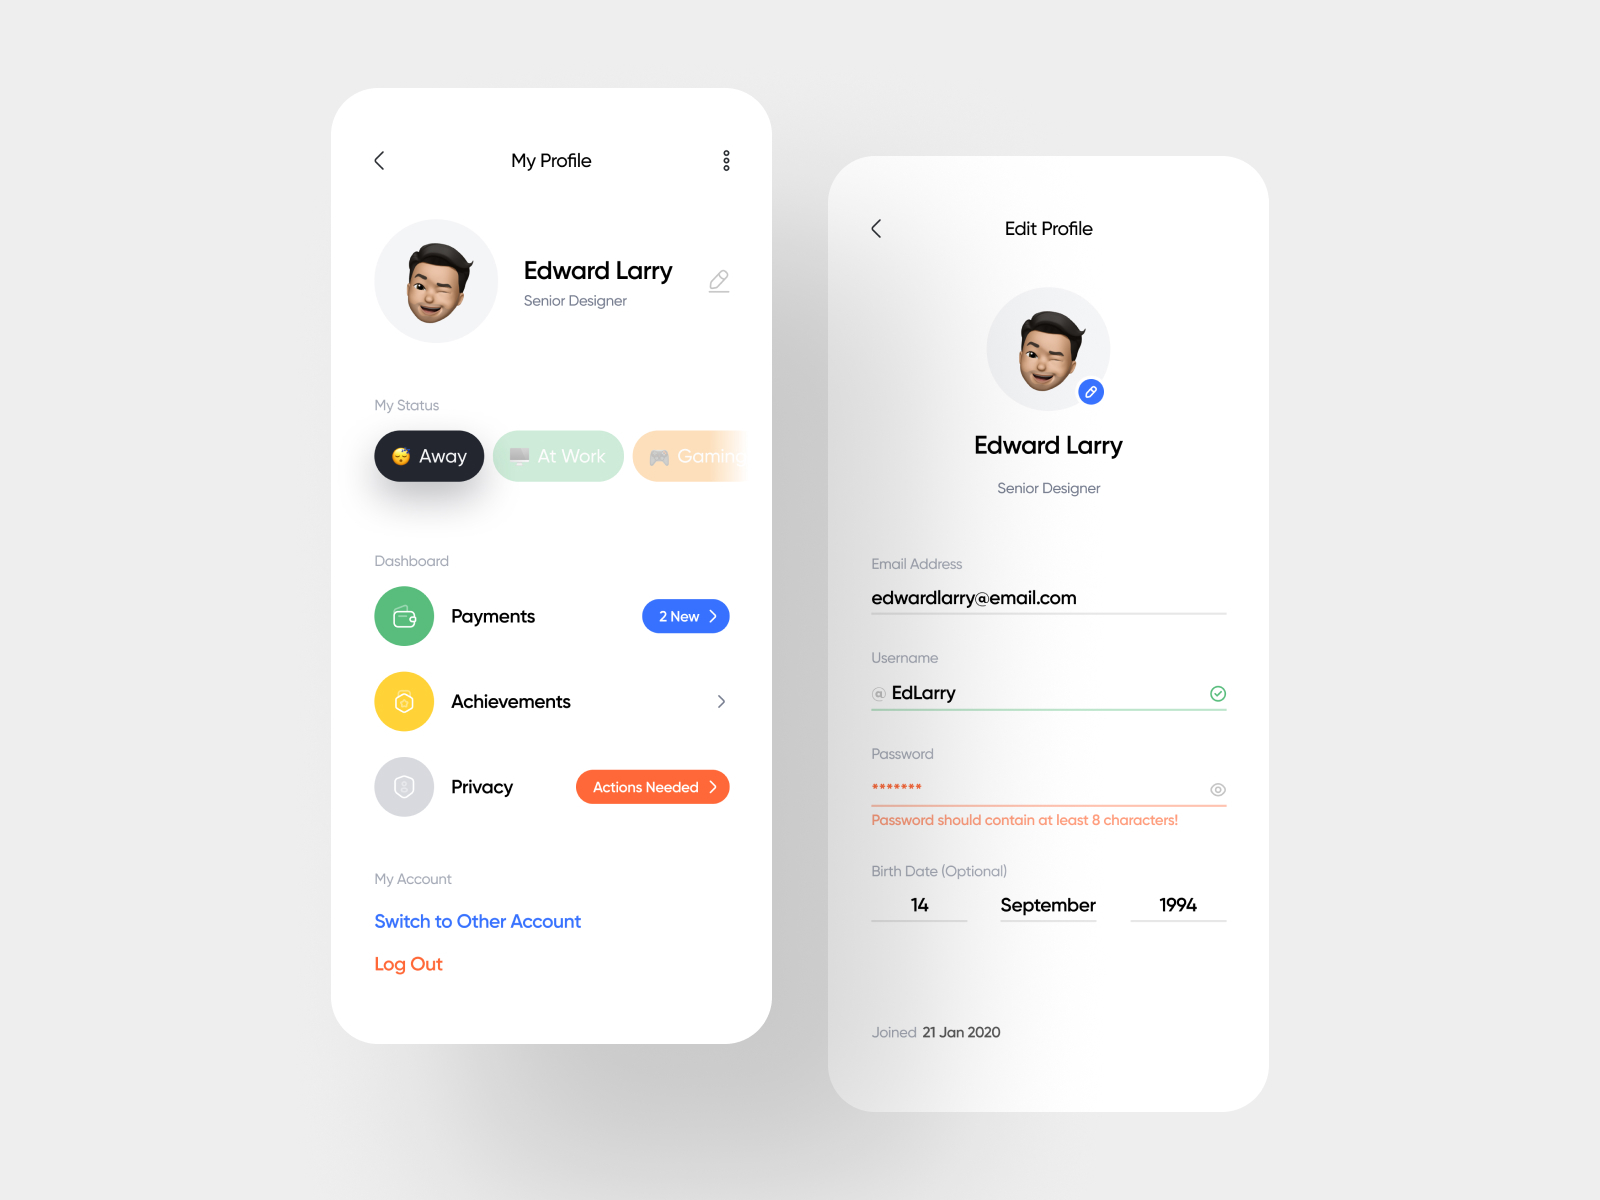 My Profile
Edward Larry
Senior Designer
My Status
Away
At Work
Gaming
Dashboard
Payments
2 New
Achievements
Privacy
Actions Needed
My Account
Switch to Other Account
Log Out
Edit Profile
Edward Larry
Senior Designer
Email Address
edwardlarry@email.com
Username
@ EdLarry
Password
*******
Password should contain at least 8 characters!
Birth Date (Optional)
14 September 1994
Joined 21 Jan 2020